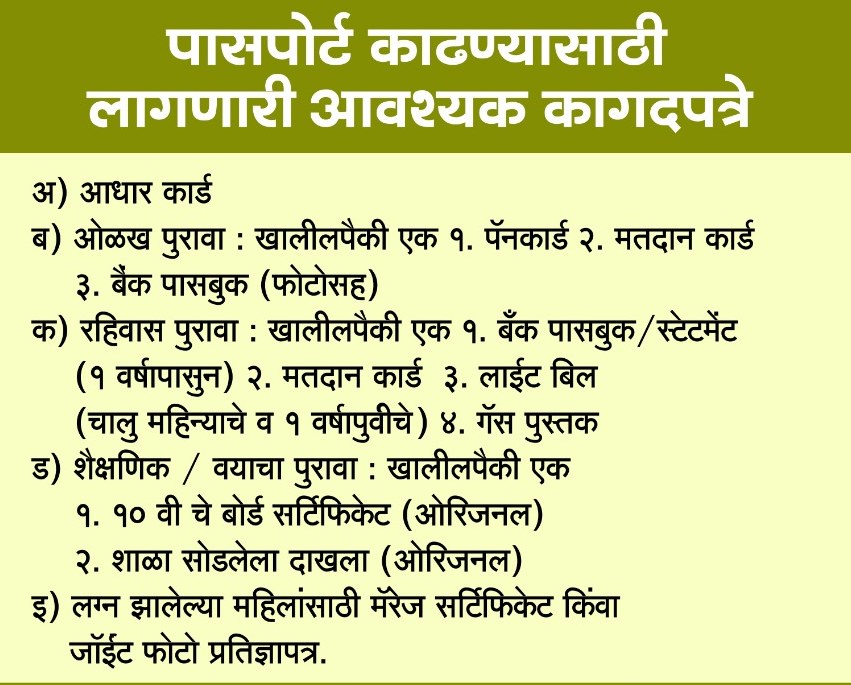 पासपोर्ट काढण्यासाठी
लागणारी आवश्यक कागदपत्रे
अ) आधार कार्ड
ब) ओळख पुरावा : खालीलपैकी एक १. पॅनकार्ड २. मतदान कार्ड
३. बैंक पासबुक (फोटोसह)
क) रहिवास पुरावा : खालीलपैकी एक १. बँक पासबुक/स्टेटमेंट
(१ वर्षापासुन) २. मतदान कार्ड ३. लाईट बिल
(चालु महिन्याचे व १ वर्षापुवीचे) ४. गॅस पुस्तक
ड) शैक्षणिक / वयाचा पुरावा : खालीलपैकी एक
१. १० वी चे बोर्ड सर्टिफिकेट (ओरिजनल)
२. शाळा सोडलेला दाखला (ओरिजनल)
इ) लग्न झालेल्या महिलांसाठी मॅरेज सर्टिफिकेट किंवा
जॉईंट फोटो प्रतिज्ञापत्र.